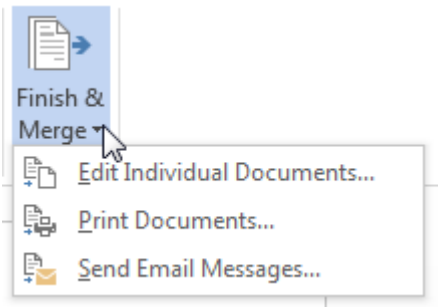 Finish &
Merge
Edit Individual Documents...
Print Documents...
Send Email Messages...